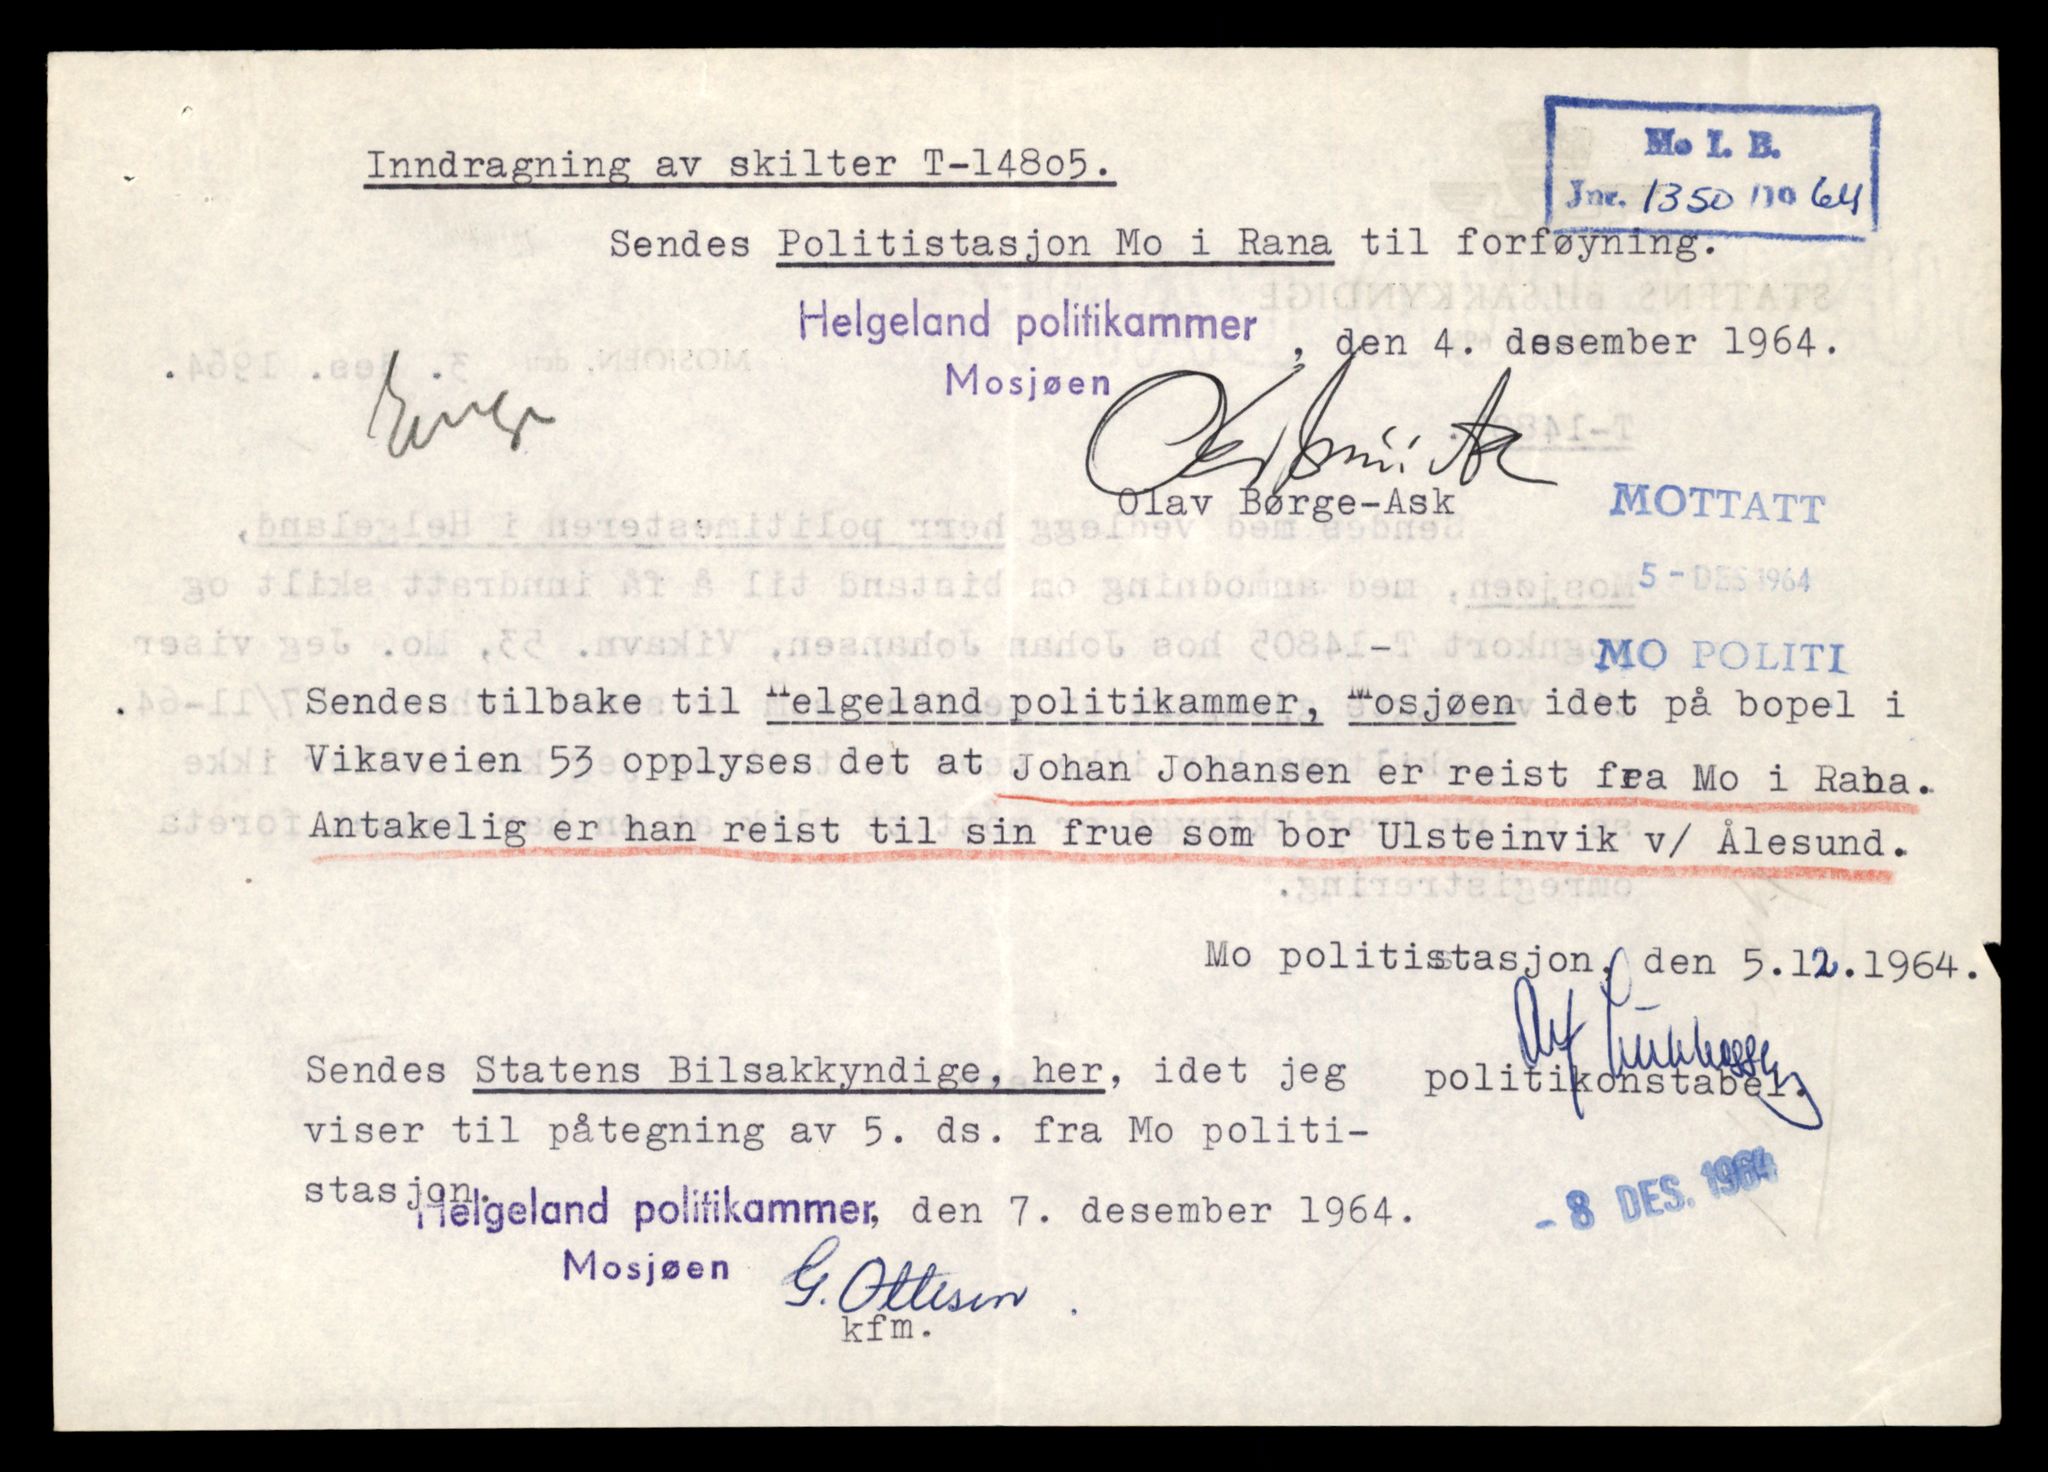 Inndragning av skilter T-148o5.
Mo I. B.
Jnr. 1350 110 64
Sendes Politistasjon Mo i Rana til forføyning.
Helgeland politikammer, den 4. desember 1964.
Mosjøen
Olav Børge-Ask
MOTTATT
5 - DES 1964
MO POLITI
Sendes tilbake til Helgeland politikammer, Mosjøen idet på bopel i
Vikaveien 53 opplyses det at Johan Johansen er reist fra Mo i Rana.
Antakelig er han reist til sin frue som bor Ulsteinvik v/ Ålesund.
Mo politistasjon, den 5.12.1964.
politikonstabel.
Sendes Statens Bilsakkyndige, her, idet jeg
viser til påtegning av 5. ds. fra Mo politi-
stasjon.
Helgeland politikammer, den 7. desember 1964.
Mosjøen
G. Ottesen
kfm.
- 8 DES. 1964